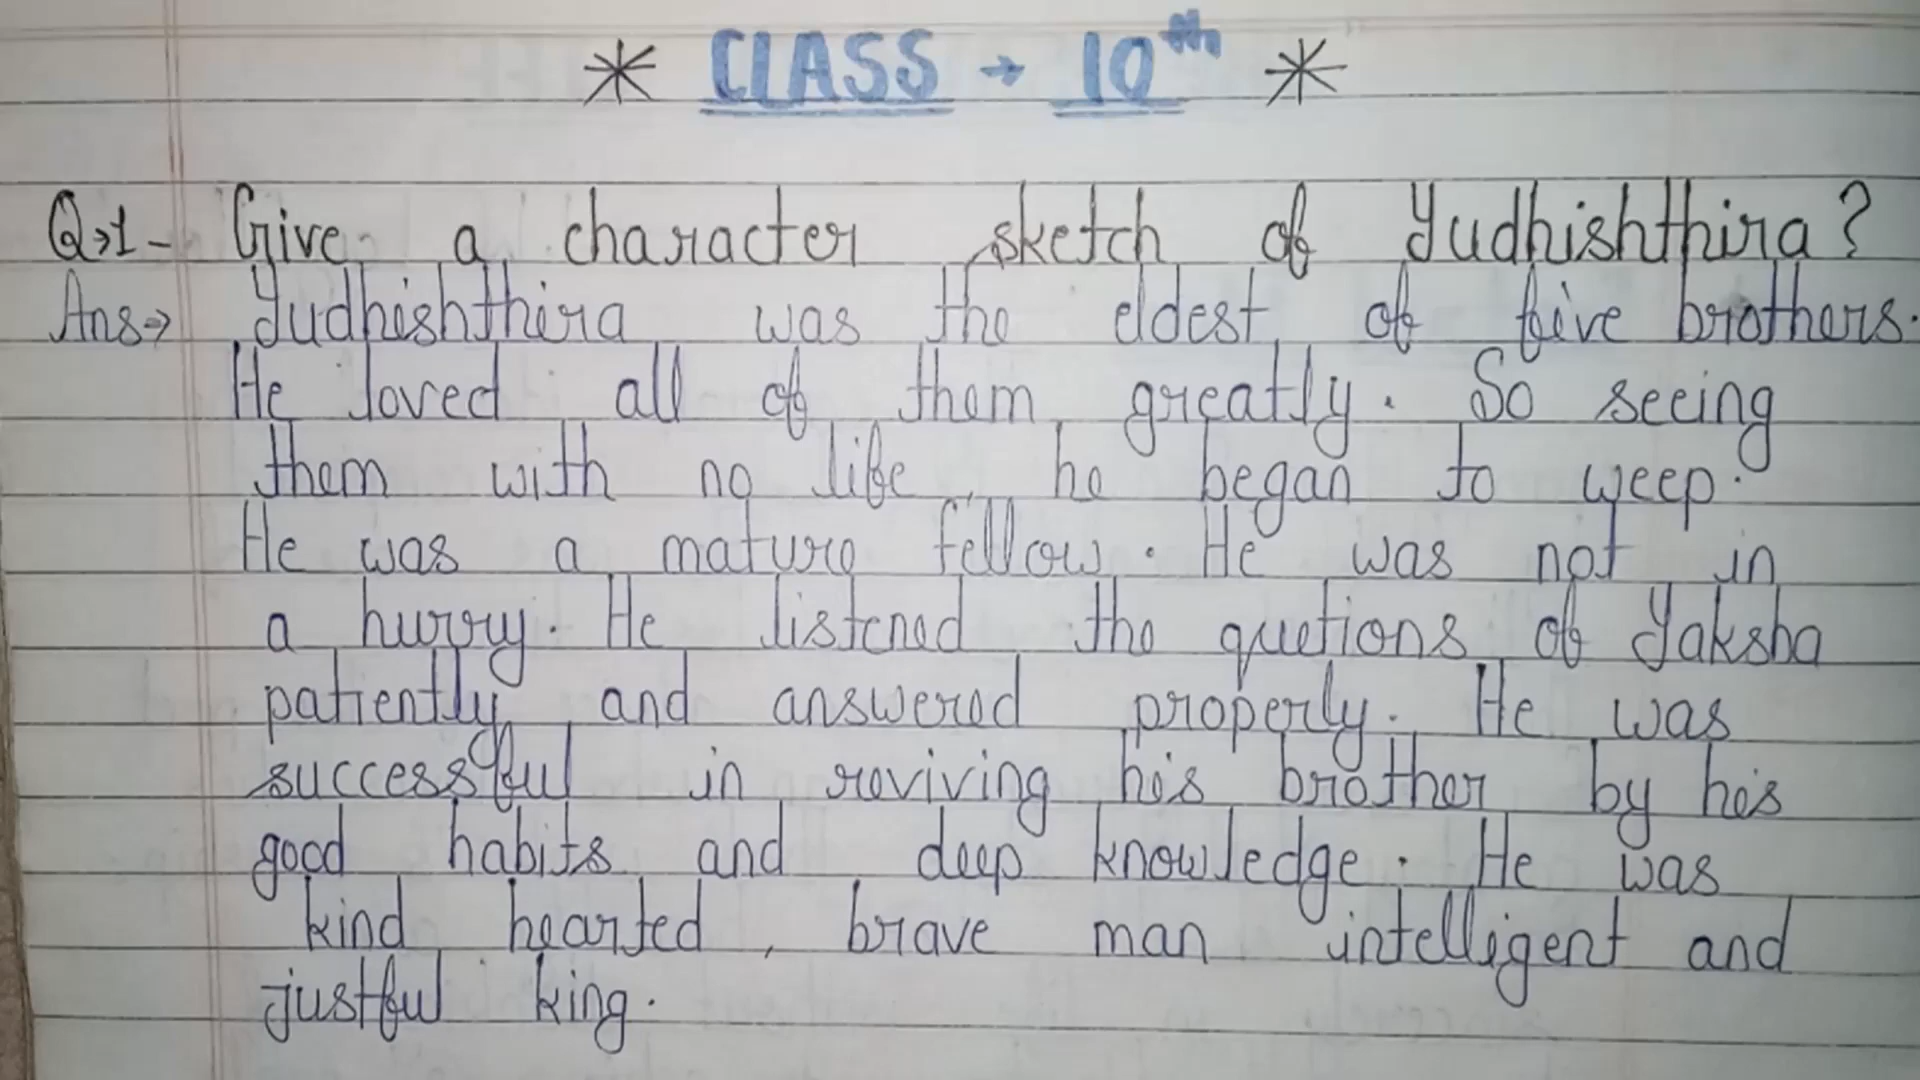 * CLASS → 10th *
Q→1- Give a character sketch of Yudhishthira?
Ans⇒ Yudhishthira was the eldest of five brothers.
He loved all of them greatly. So seeing
them with no life, he began to weep.
He was a mature fellow. He was not in
a hurry. He listened the quetions of Yaksha
patiently and answered properly. He was
successful in reviving his brother by his
good habits and deep knowledge. He was
kind hearted, brave man intelligent and
justful king.